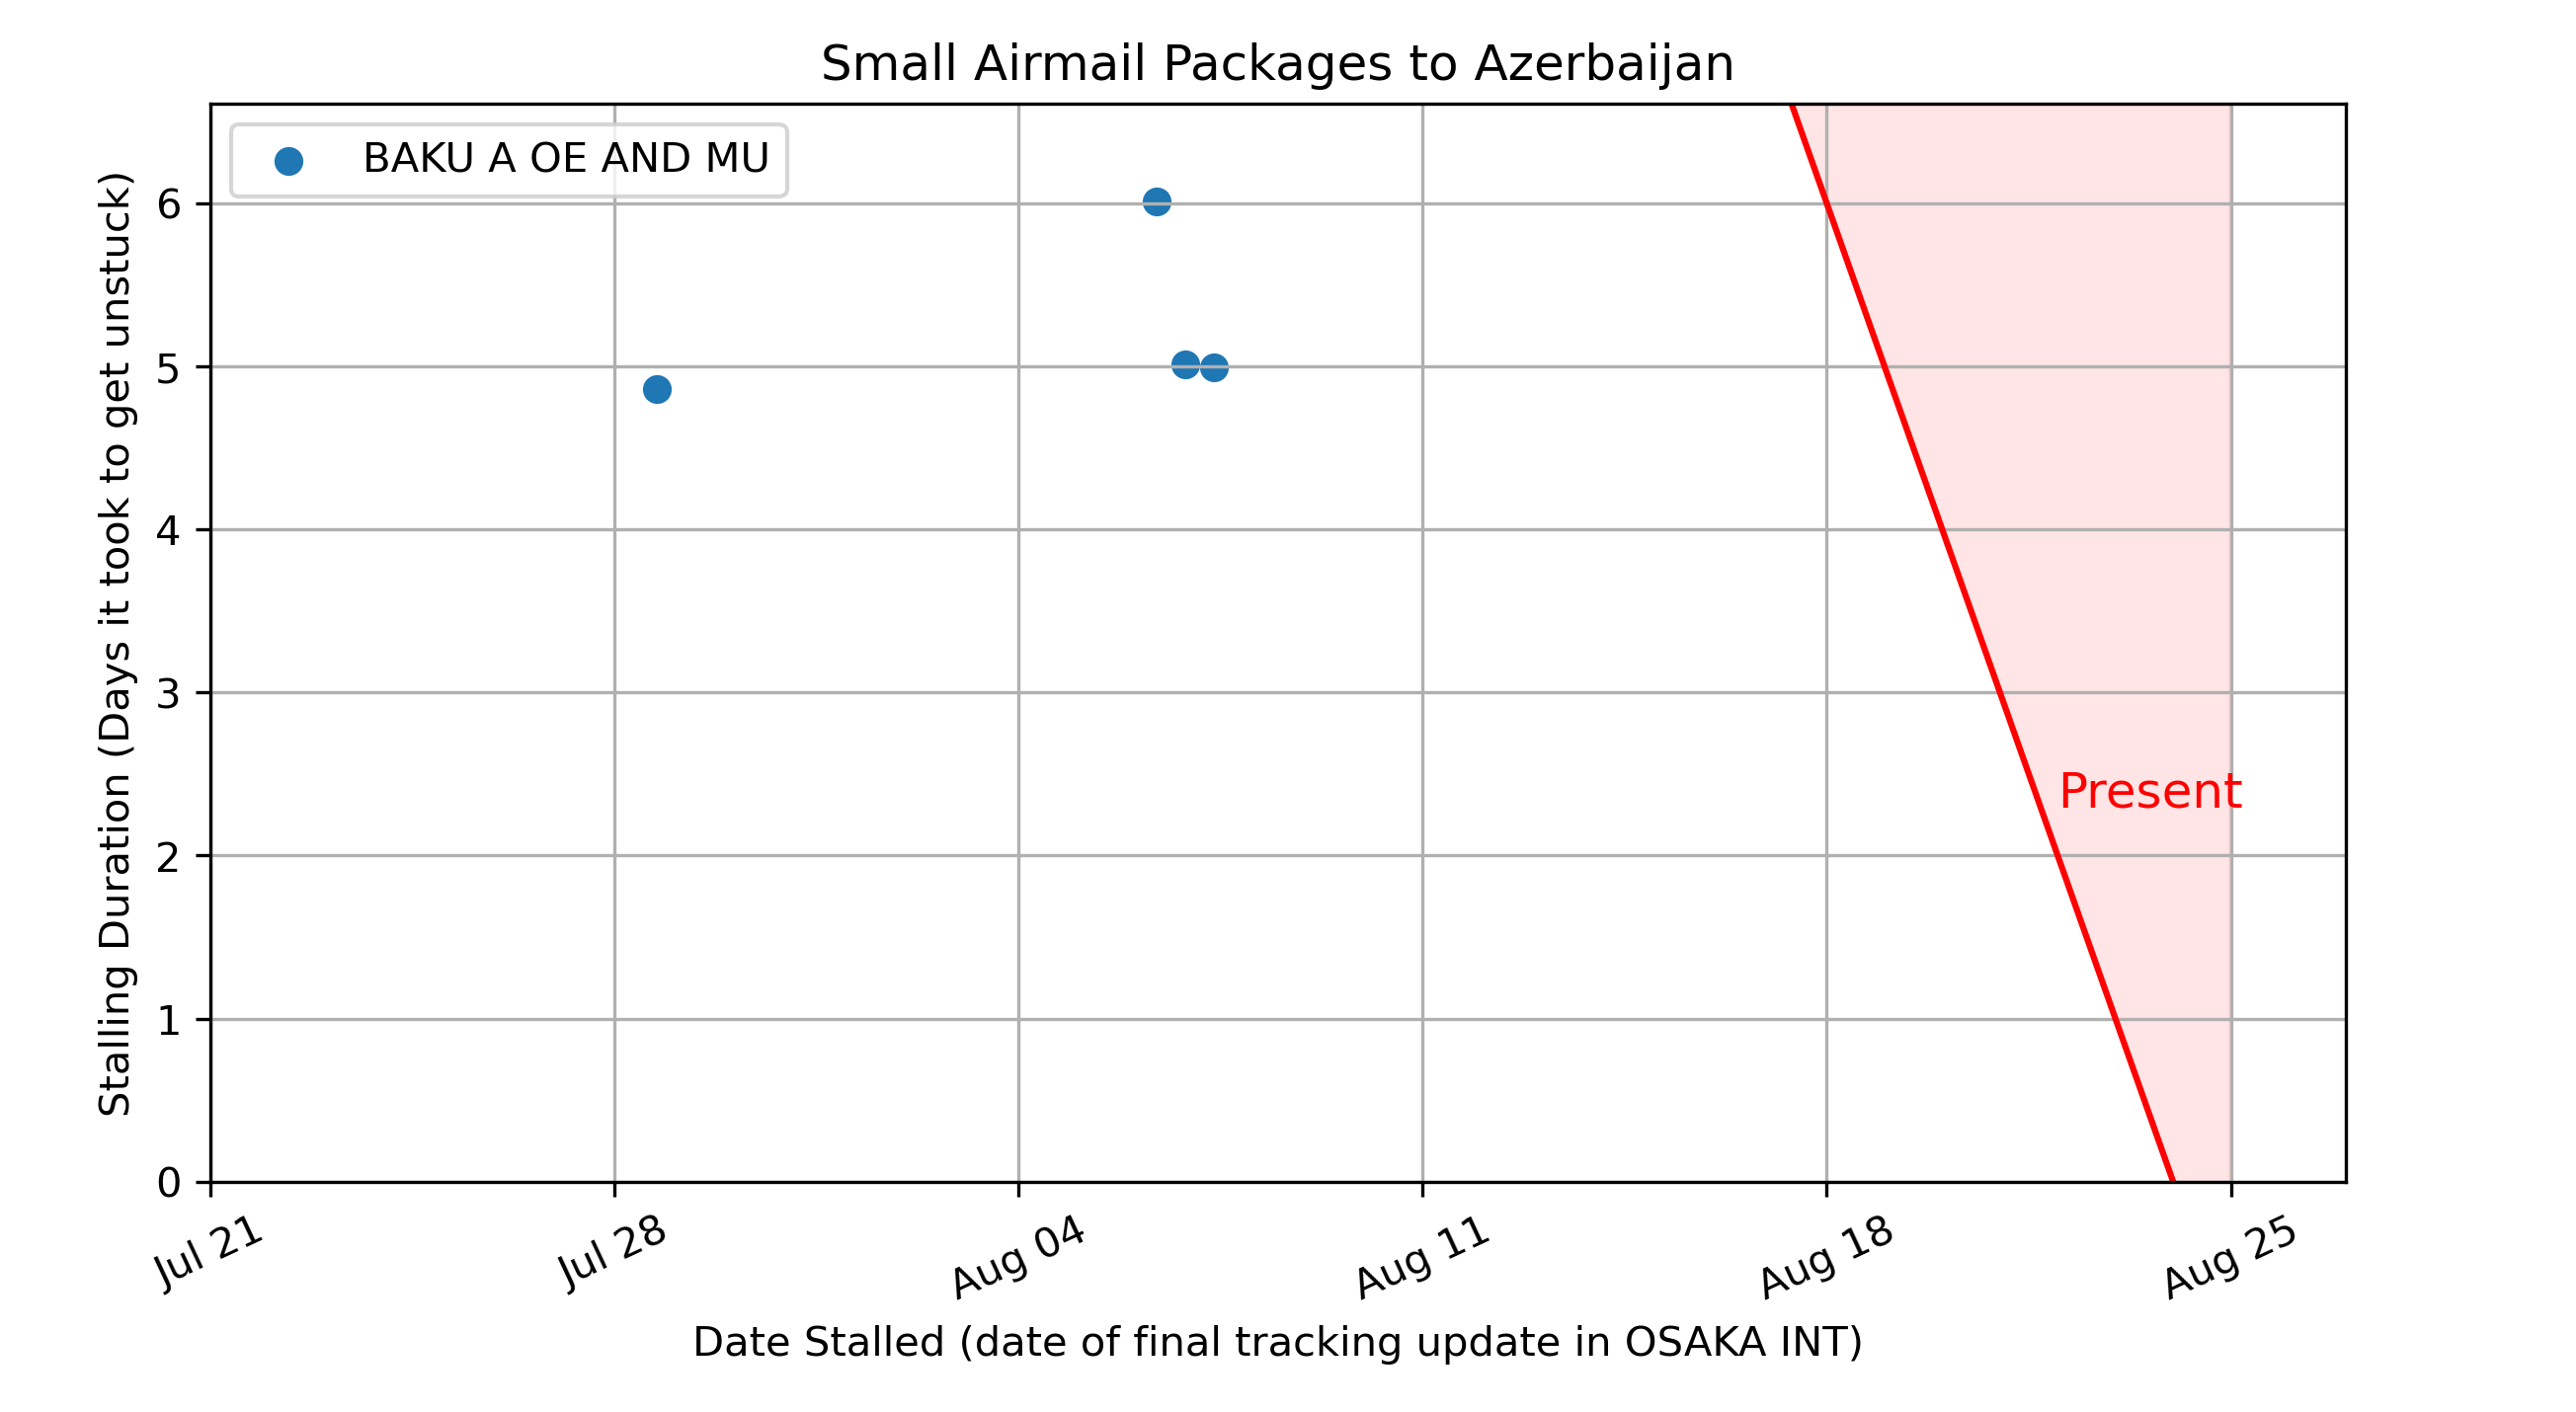 Small Airmail Packages to Azerbaijan
BAKU A OE AND MU
Stalling Duration (Days it took to get unstuck)
6
5
4
3
2
1
0
Present
Jul 21
Jul 28
Aug 04
Aug 11
Aug 18
Aug 25
Date Stalled (date of final tracking update in OSAKA INT)